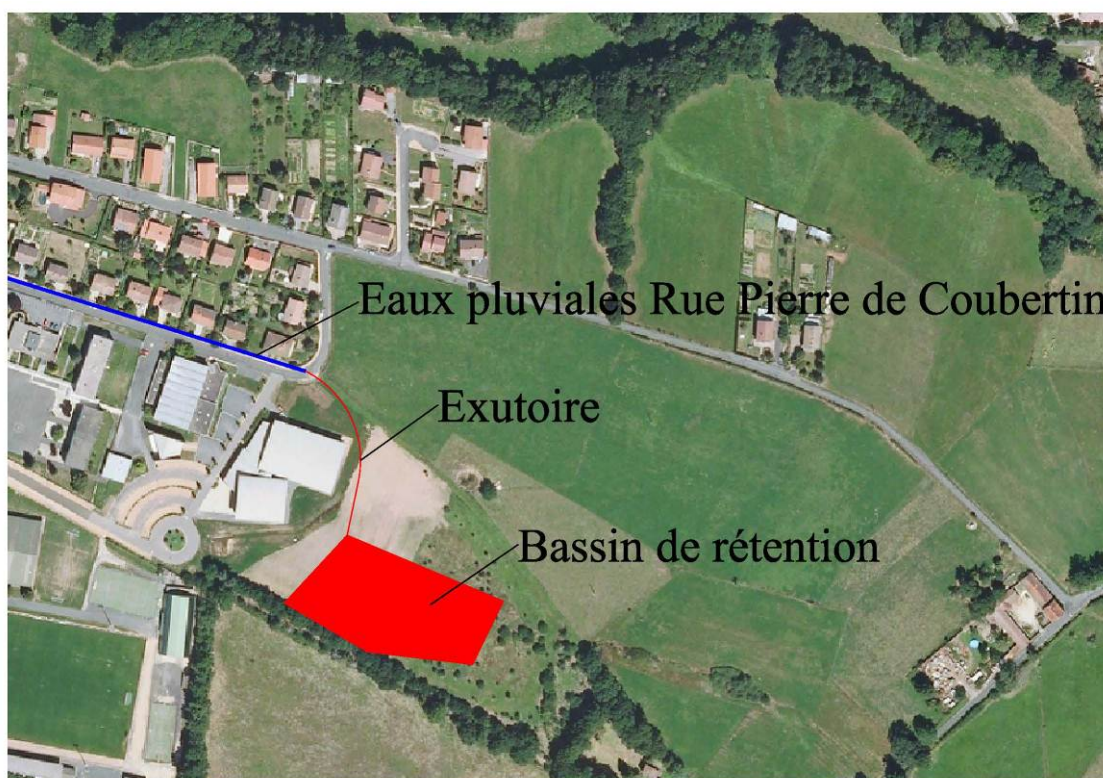 Eaux pluviales Rue Pierre de Coubertin
Exutoire
Bassin de rétention